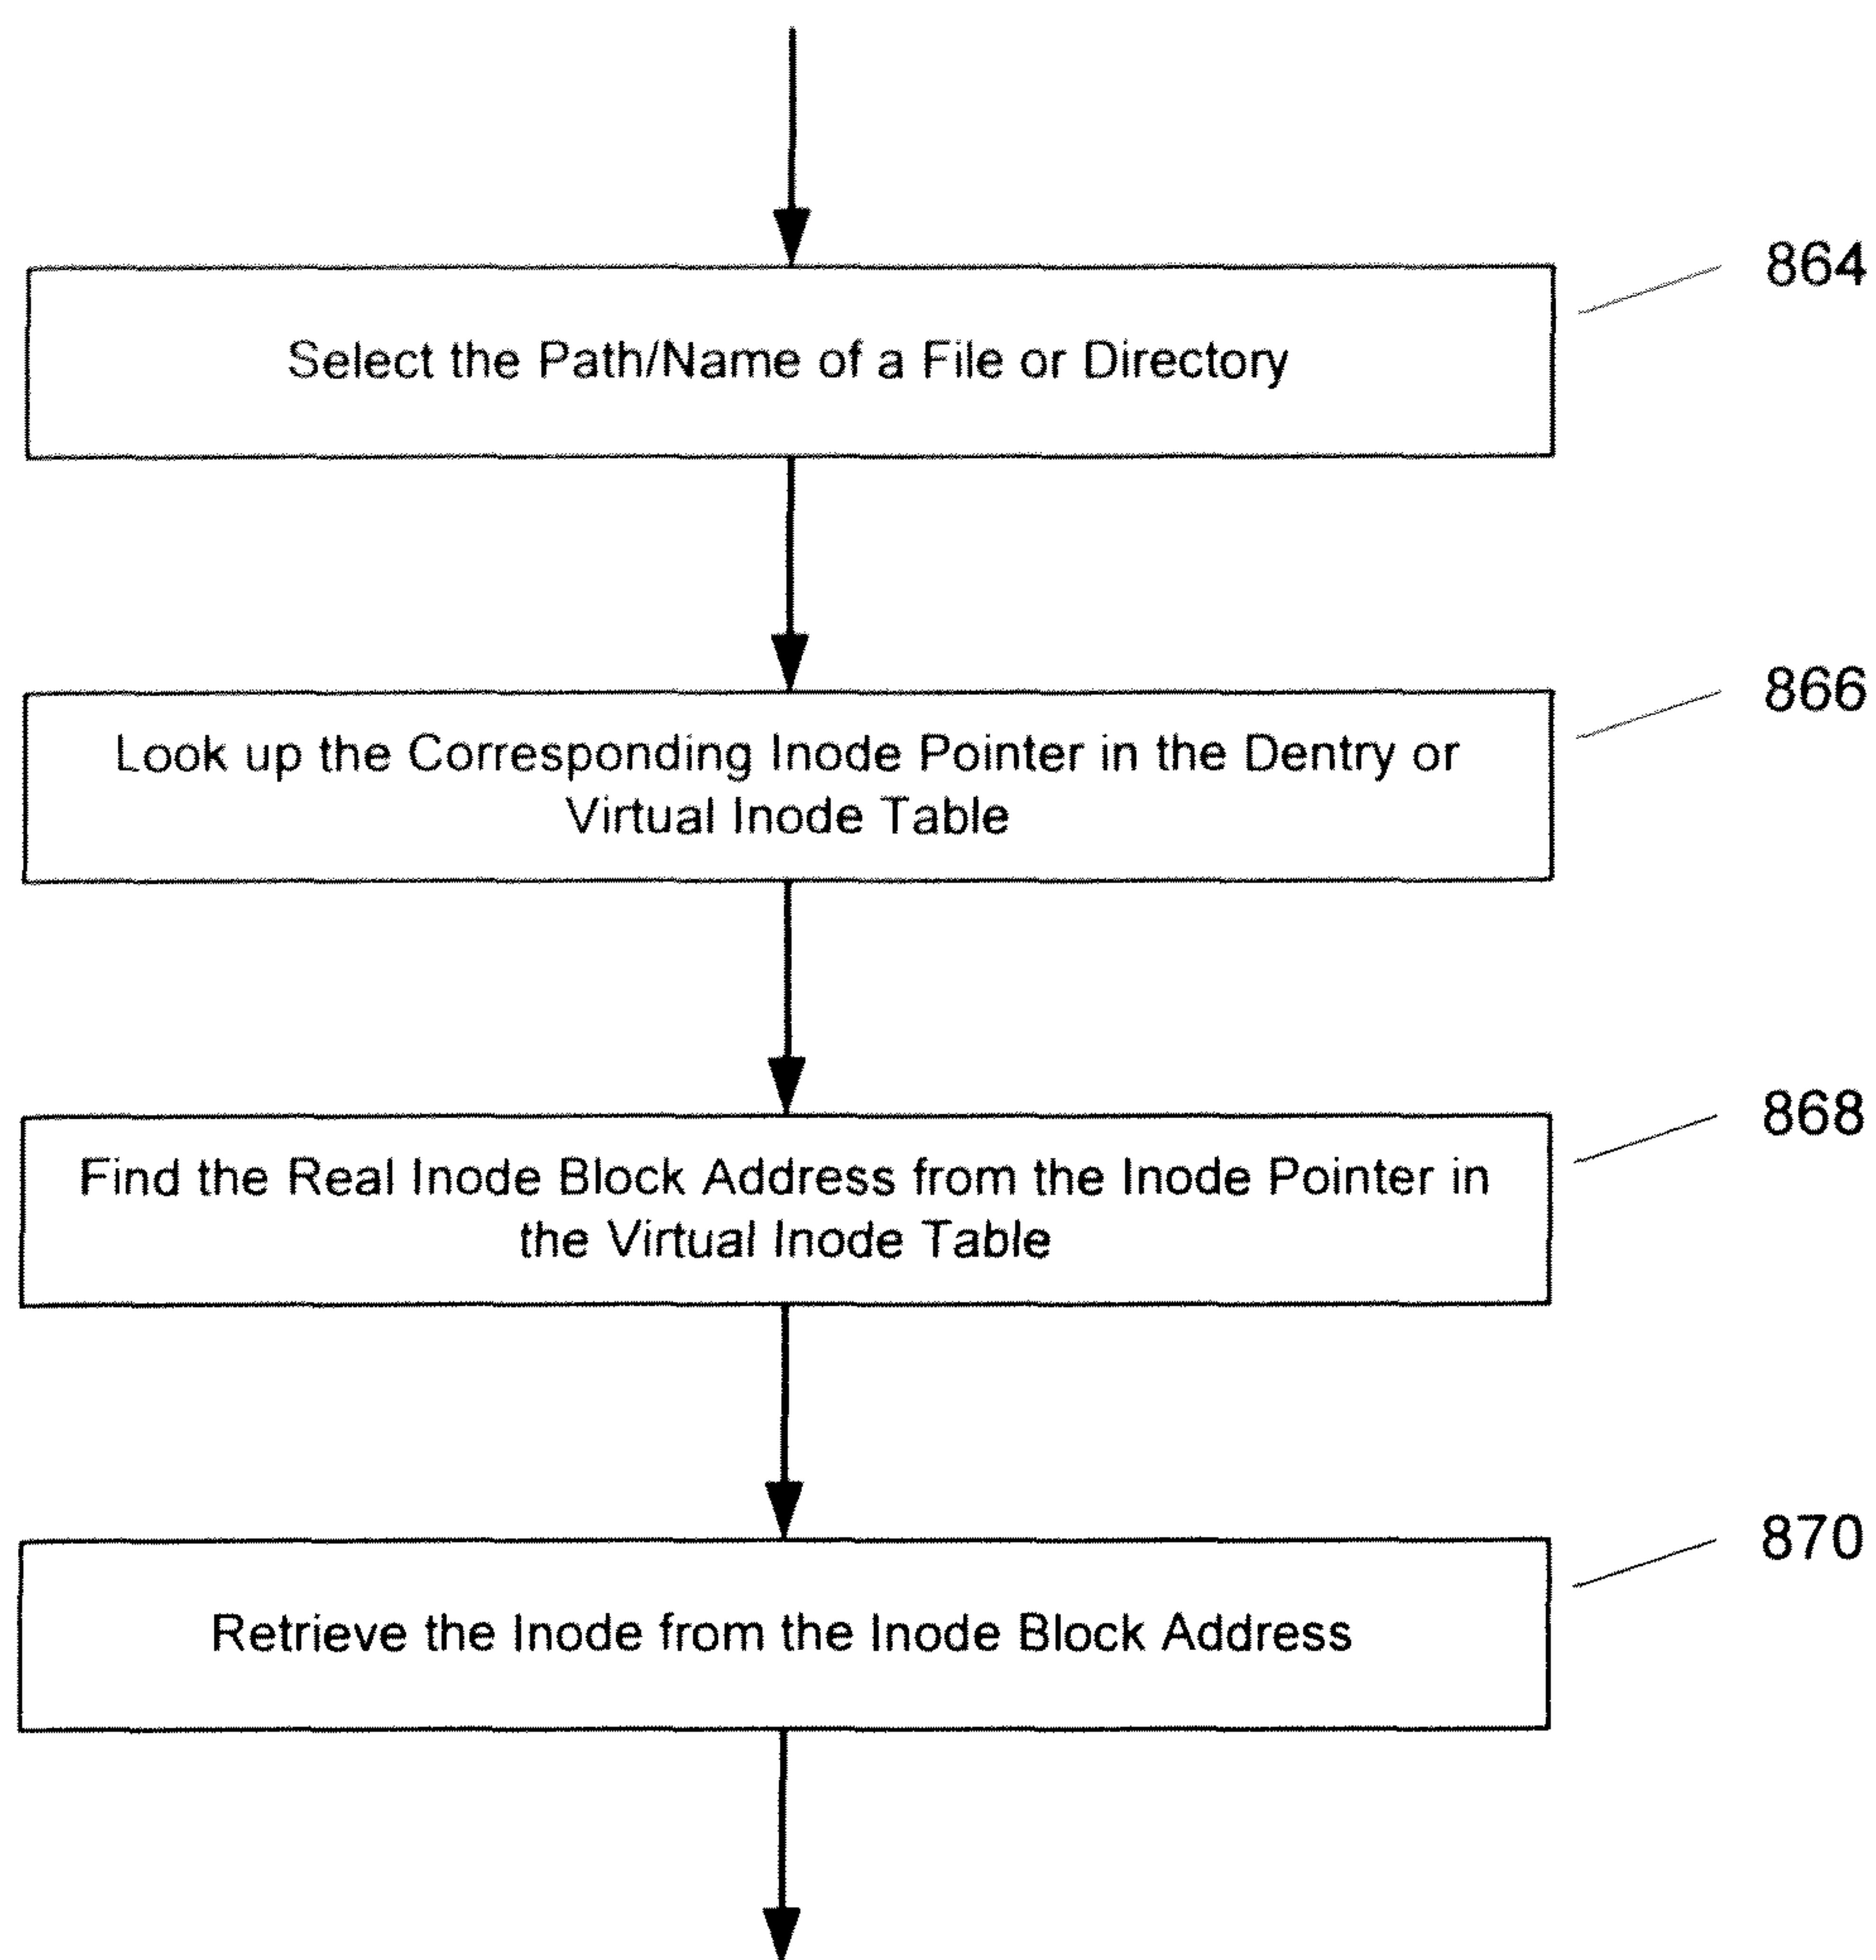 864
Select the Path/Name of a File or Directory
866
Look up the Corresponding Inode Pointer in the Dentry or
Virtual Inode Table
868
Find the Real Inode Block Address from the Inode Pointer in
the Virtual Inode Table
870
Retrieve the Inode from the Inode Block Address